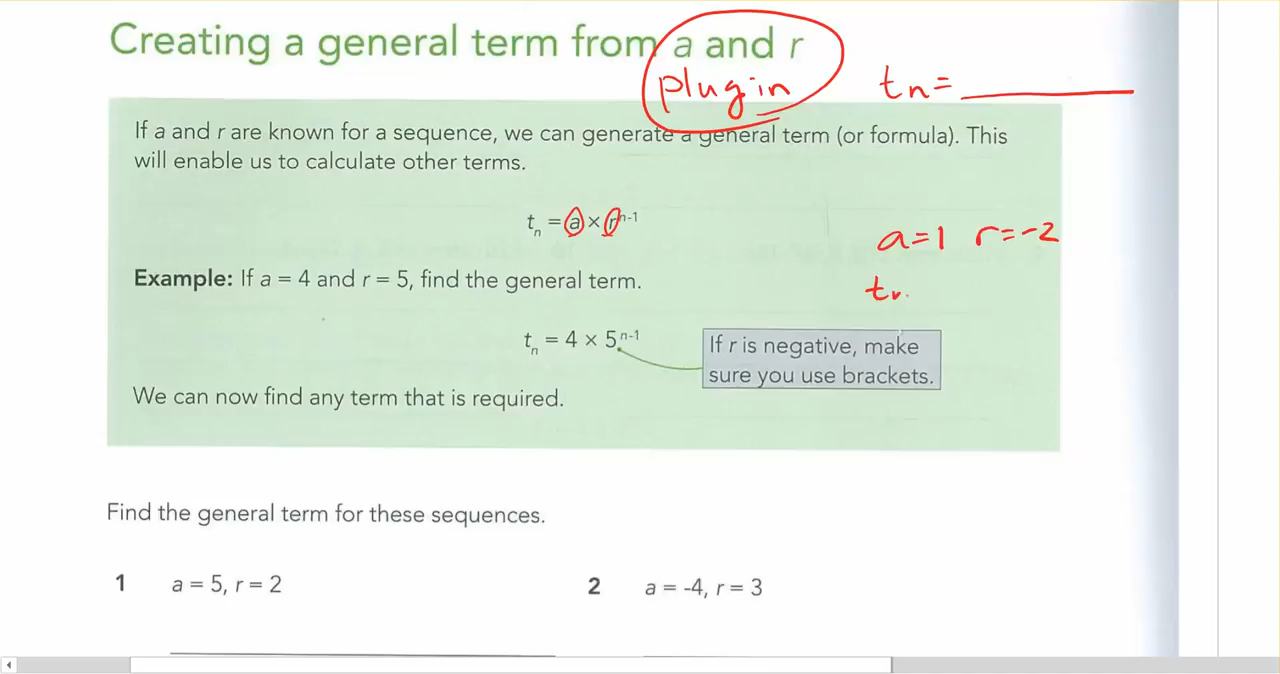 Creating a general term from a and r
plug in
tn=
If a and r are known for a sequence, we can generate a general term (or formula). This
will enable us to calculate other terms.
tn = a × r^n-1
a=1 r=-2
Example: If a = 4 and r = 5, find the general term.
t
tn = 4 × 5^n-1
If r is negative, make
sure you use brackets.
We can now find any term that is required.
Find the general term for these sequences.
1 a = 5, r = 2
2 a = -4, r = 3